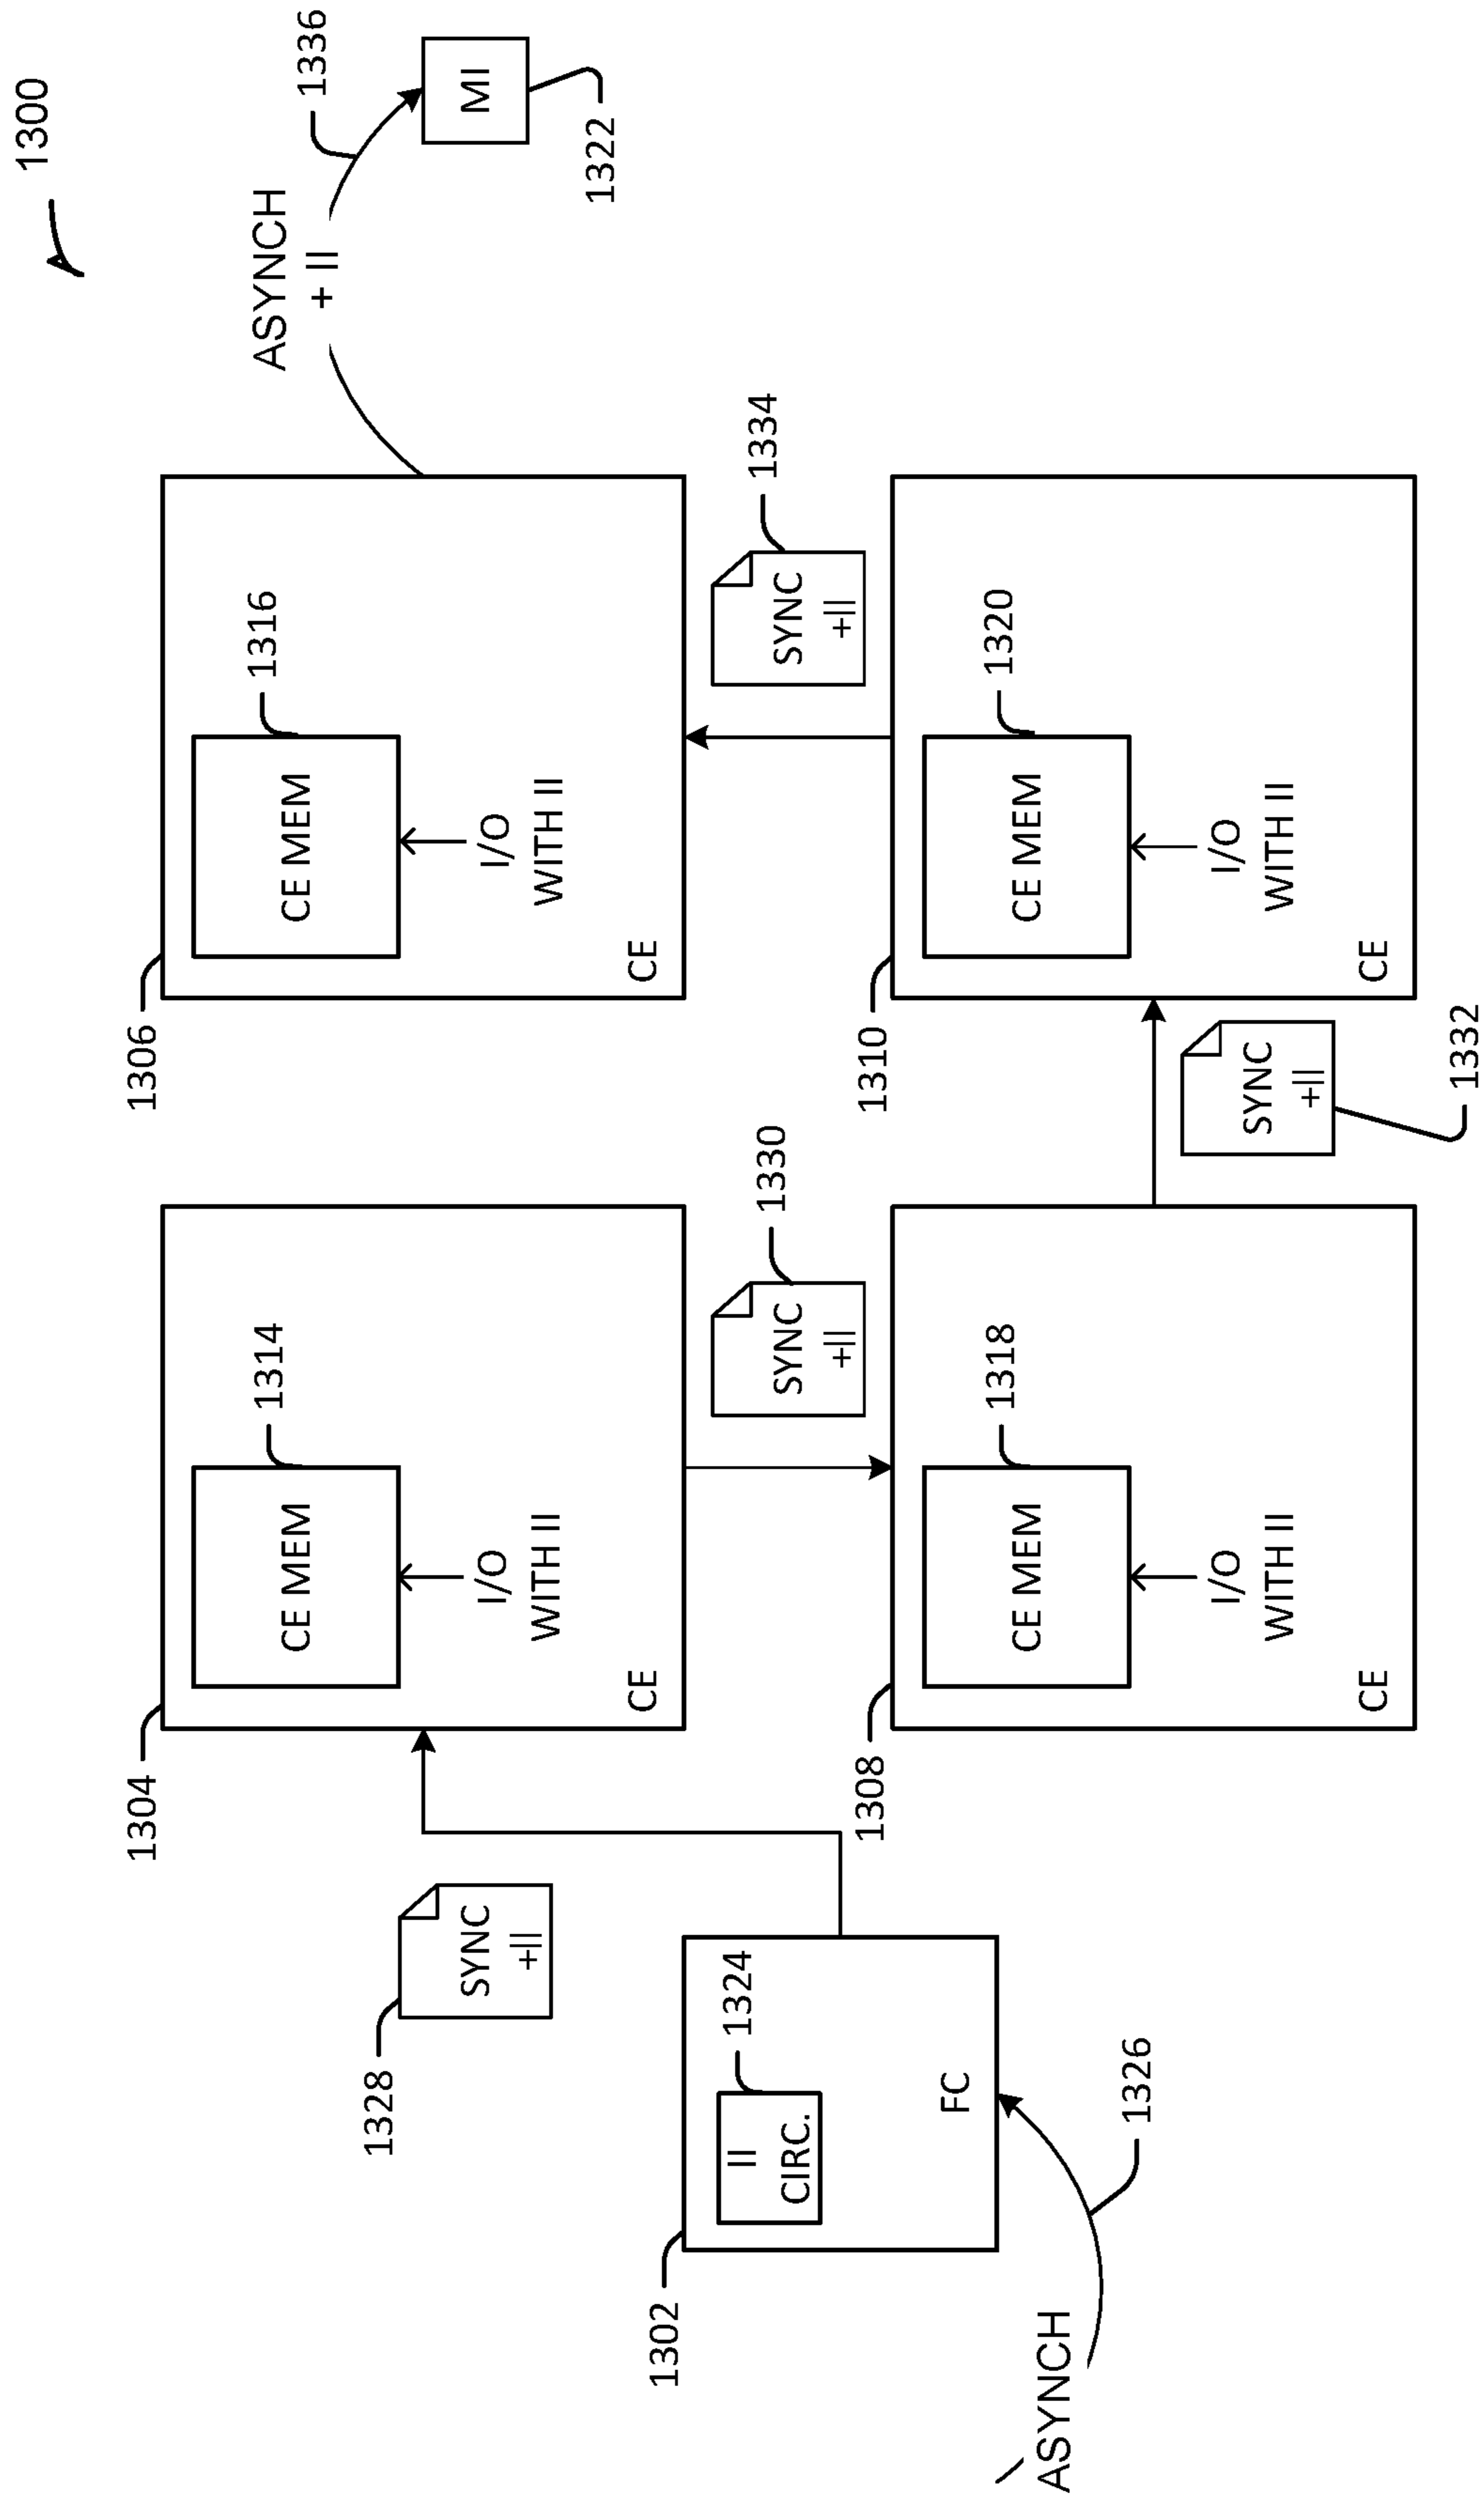 1300
1304
1306
1314
1316
ASYNCH
+ II
1336
CE MEM
CE MEM
1328
SYNC
+II
MI
I/O
WITH II
I/O
WITH II
1322
CE
CE
1302
1324
II
CIRC.
1330
SYNC
+II
1334
SYNC
+II
1308
1310
FC
1318
1320
ASYNCH
CE MEM
CE MEM
1326
I/O
WITH II
I/O
WITH II
SYNC
+II
CE
CE
1332